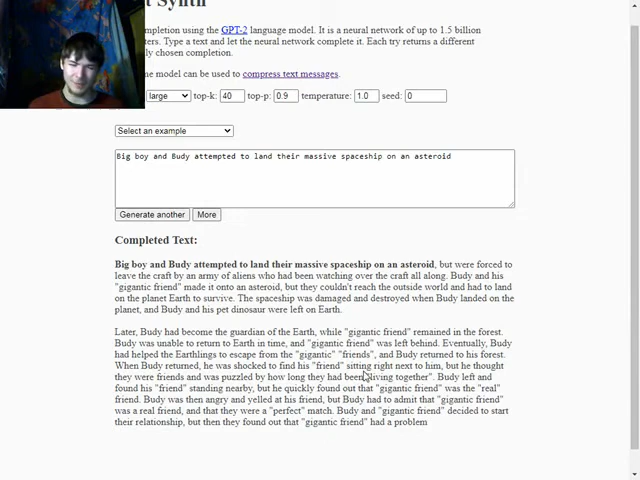 t Synth
ompletion using the GPT-2 language model. It is a neural network of up to 1.5 billion
ters. Type a text and let the neural network complete it. Each try returns a different
ly chosen completion.
me model can be used to compress text messages.
large top-k: 40 top-p: 0.9 temperature: 1.0 seed: 0
Select an example
Big boy and Budy attempted to land their massive spaceship on an asteroid
Generate another More
Completed Text:
Big boy and Budy attempted to land their massive spaceship on an asteroid, but were forced to
leave the craft by an army of aliens who had been watching over the craft all along. Budy and his
"gigantic friend" made it onto an asteroid, but they couldn't reach the outside world and had to land
on the planet Earth to survive. The spaceship was damaged and destroyed when Budy landed on the
planet, and Budy and his pet dinosaur were left on Earth.
Later, Budy had become the guardian of the Earth, while "gigantic friend" remained in the forest.
Budy was unable to return to Earth in time, and "gigantic friend" was left behind. Eventually, Budy
had helped the Earthlings to escape from the "gigantic" "friends", and Budy returned to his forest.
When Budy returned, he was shocked to find his "friend" sitting right next to him, but he thought
they were friends and was puzzled by how long they had been "living together". Budy left and
found his "friend" standing nearby, but he quickly found out that "gigantic friend" was the "real"
friend. Budy was then angry and yelled at his friend, but Budy had to admit that "gigantic friend"
was a real friend, and that they were a "perfect" match. Budy and "gigantic friend" decided to start
their relationship, but then they found out that "gigantic friend" had a problem